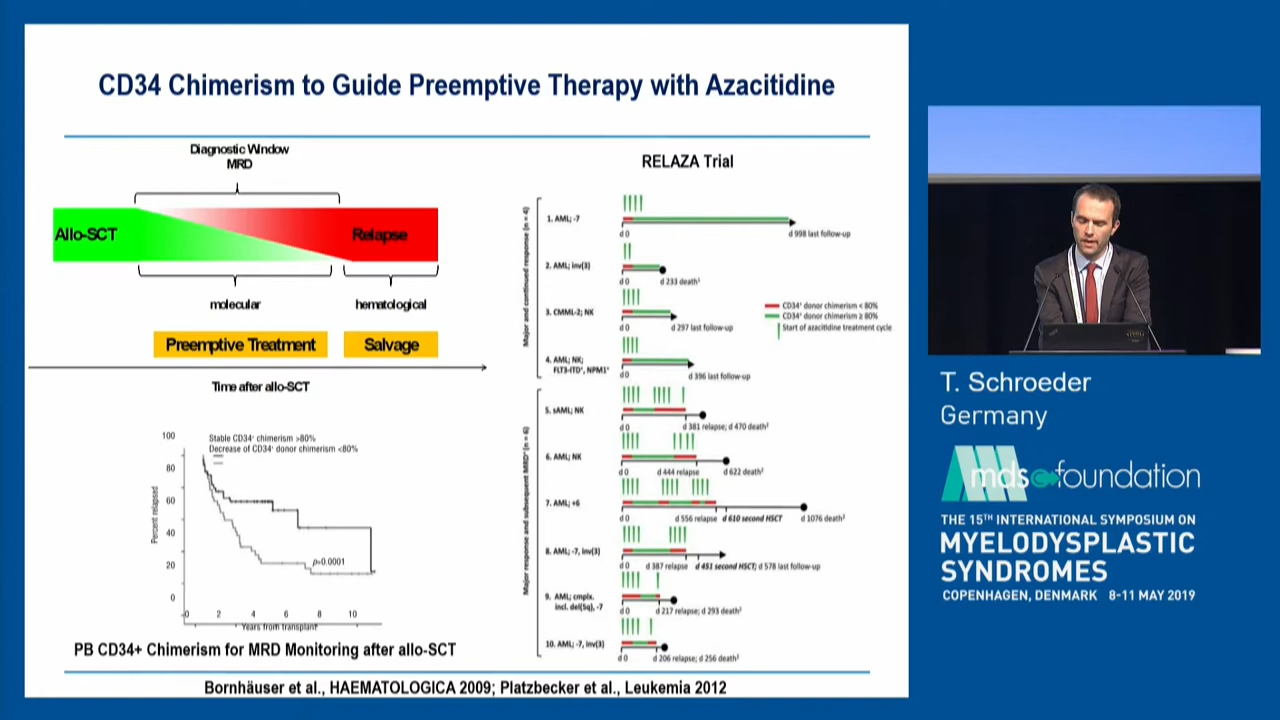 CD34 Chimerism to Guide Preemptive Therapy with Azacitidine
Diagnostic Window
MRD
Allo-SCT
Relapse
molecular
hematological
Preemptive Treatment
Salvage
Time after allo-SCT
100
80
60
40
20
0
Percent relapsed
Stable CD34⁺ chimerism >80%
Decrease of CD34⁺ donor chimerism <80%
p=0.0001
0 2 4 6 8 10
Years from transplant
PB CD34+ Chimerism for MRD Monitoring after allo-SCT
RELAZA Trial
Major and continued response (n = 4)
1. AML; -7
d 0 d 998 last follow-up
2. AML; inv(3)
d 0 d 233 death¹
3. CMML-2; NK
d 0 d 297 last follow-up
4. AML; NK;
FLT3-ITD⁺, NPM1⁺
d 0 d 396 last follow-up
CD34⁺ donor chimerism < 80%
CD34⁺ donor chimerism ≥ 80%
Start of azacitidine treatment cycle
Major response and subsequent MRD⁺ (n = 6)
5. sAML; NK
d 0 d 381 relapse; d 470 death²
6. AML; NK
d 0 d 444 relapse d 622 death²
7. AML; +6
d 0 d 556 relapse d 610 second HSCT d 1076 death²
8. AML; -7, inv(3)
d 0 d 387 relapse d 451 second HSCT; d 578 last follow-up
9. AML; cmplx.
incl. del(5q), -7
d 0 d 217 relapse; d 293 death²
10. AML; -7, inv(3)
d 0 d 206 relapse; d 256 death²
Bornhäuser et al., HAEMATOLOGICA 2009; Platzbecker et al., Leukemia 2012
T. Schroeder
Germany
mds foundation
THE 15TH INTERNATIONAL SYMPOSIUM ON
MYELODYSPLASTIC
SYNDROMES
COPENHAGEN, DENMARK 8-11 MAY 2019